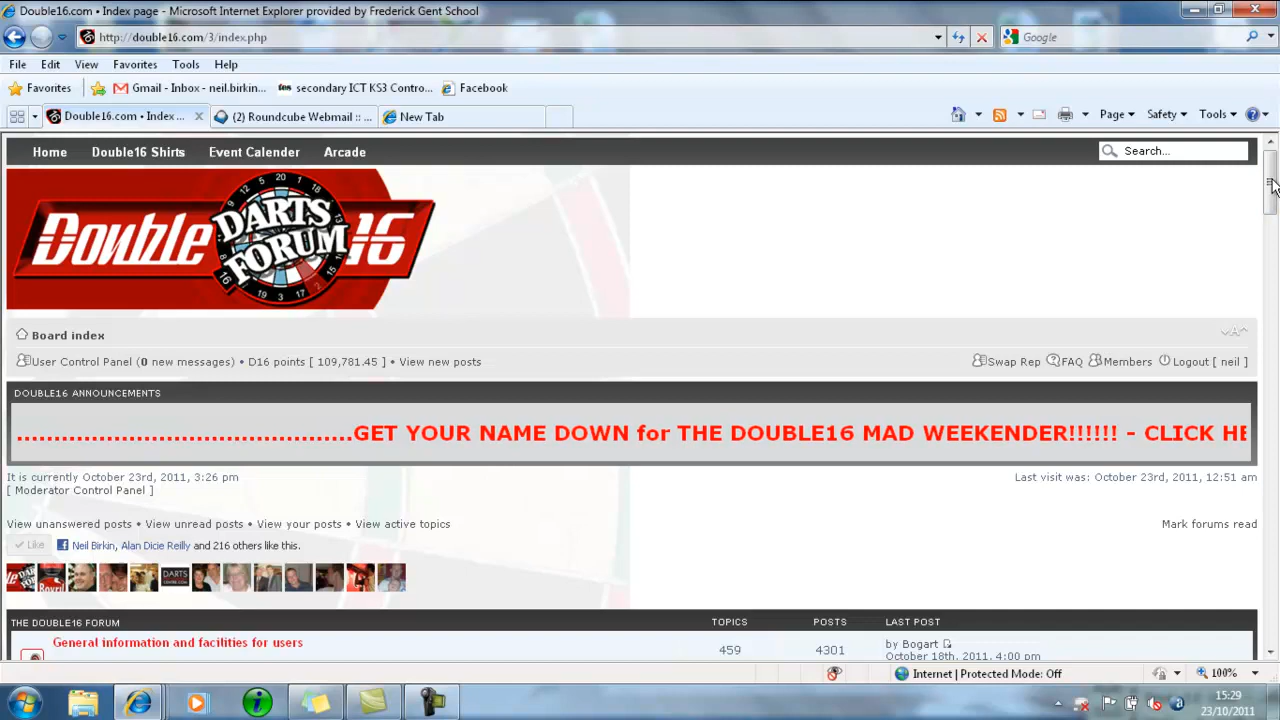 Double16.com • Index page - Microsoft Internet Explorer provided by Frederick Gent School
http://double16.com/3/index.php
Google
File Edit View Favorites Tools Help
Favorites Gmail - Inbox - neil.birkin... tes secondary ICT KS3 Contro... Facebook
Double16.com • Index ... (2) Roundcube Webmail :: ... New Tab
Page Safety Tools
Home Double16 Shirts Event Calender Arcade Search...
Double 16
DARTS FORUM
Board index
User Control Panel (0 new messages) • D16 points [ 109,781.45 ] • View new posts
Swap Rep FAQ Members Logout [ neil ]
DOUBLE16 ANNOUNCEMENTS
..............................................GET YOUR NAME DOWN for THE DOUBLE16 MAD WEEKENDER!!!!!! - CLICK HE
It is currently October 23rd, 2011, 3:26 pm
Last visit was: October 23rd, 2011, 12:51 am
[ Moderator Control Panel ]
View unanswered posts • View unread posts • View your posts • View active topics
Mark forums read
Like Neil Birkin, Alan Dicie Reilly and 216 others like this.
THE DOUBLE16 FORUM TOPICS POSTS LAST POST
General information and facilities for users
459 4301
by Bogart
October 18th, 2011, 4:00 pm
Internet | Protected Mode: Off
100%
15:29
23/10/2011